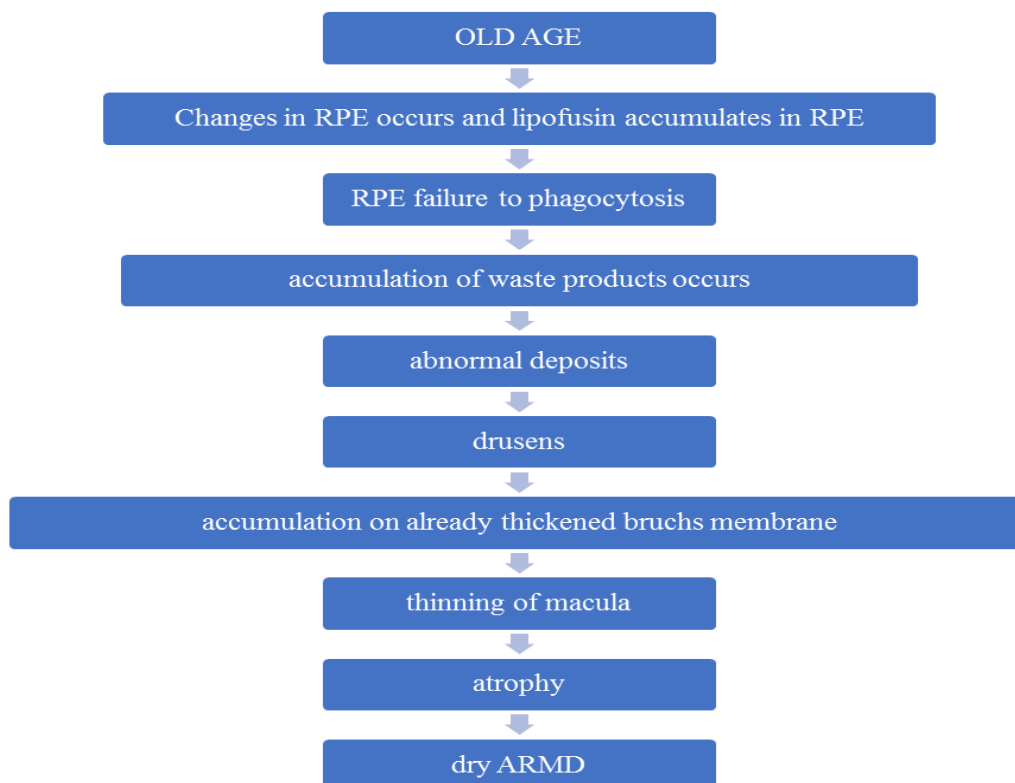 OLD AGE
Changes in RPE occurs and lipofusin accumulates in RPE
RPE failure to phagocytosis
accumulation of waste products occurs
abnormal deposits
drusens
accumulation on already thickened bruchs membrane
thinning of macula
atrophy
dry ARMD